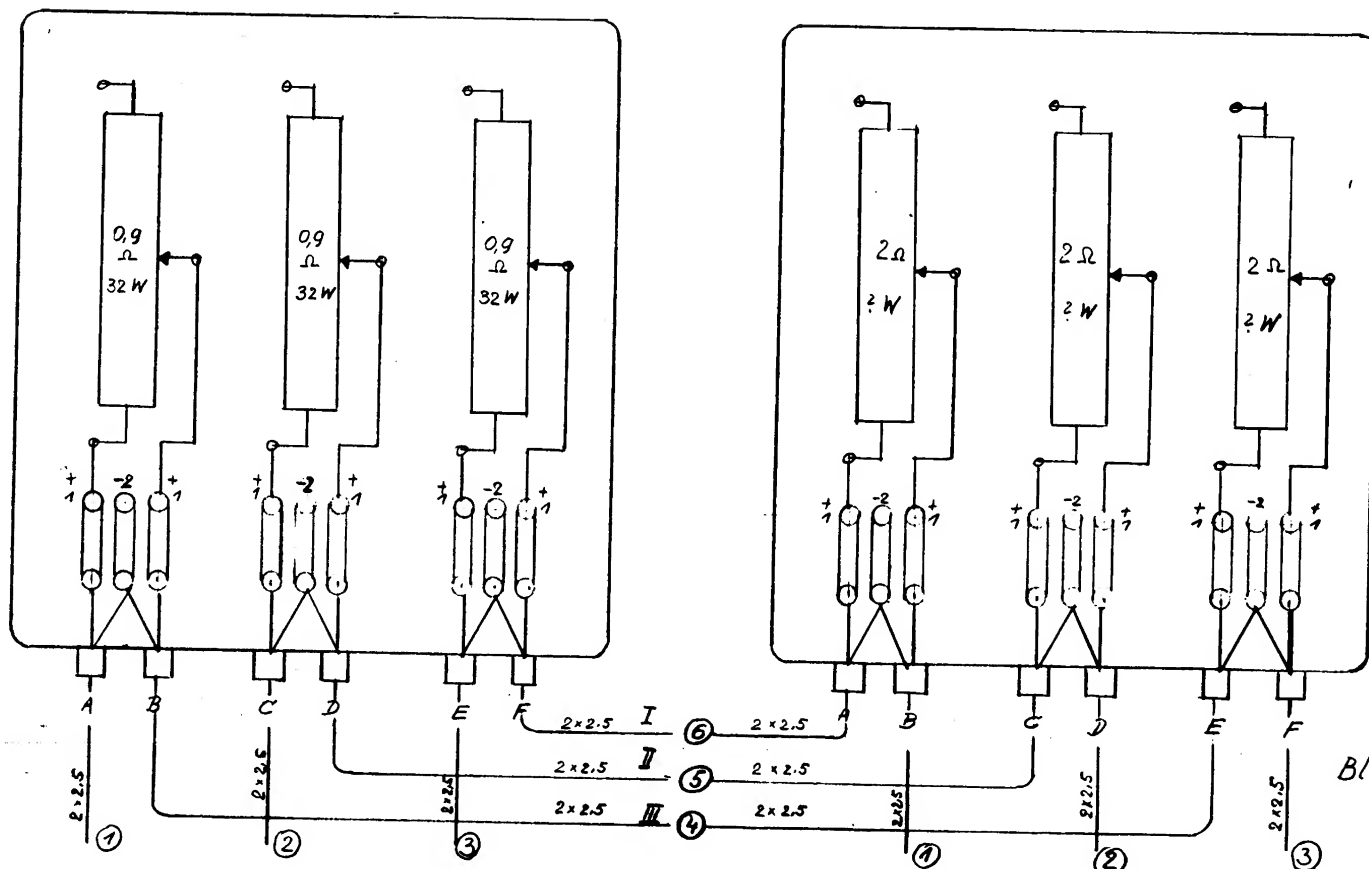 0,9 Ω 32 W
0,9 Ω 32 W
0,9 Ω 32 W
2 Ω ? W
2 Ω ? W
2 Ω ? W
+1 -2 +1
+1 -2 +1
+1 -2 +1
+1 -2 +1
+1 -2 +1
+1 -2 +1
A B C D E F
A B C D E F
2×2.5 I ⑥ 2×2.5
2×2.5 II ⑤ 2×2.5
2×2.5 III ④ 2×2.5
2×2.5 2×2.5 2×2.5
2×2.5 2×2.5 2×2.5
Bl
① ② ③
① ② ③